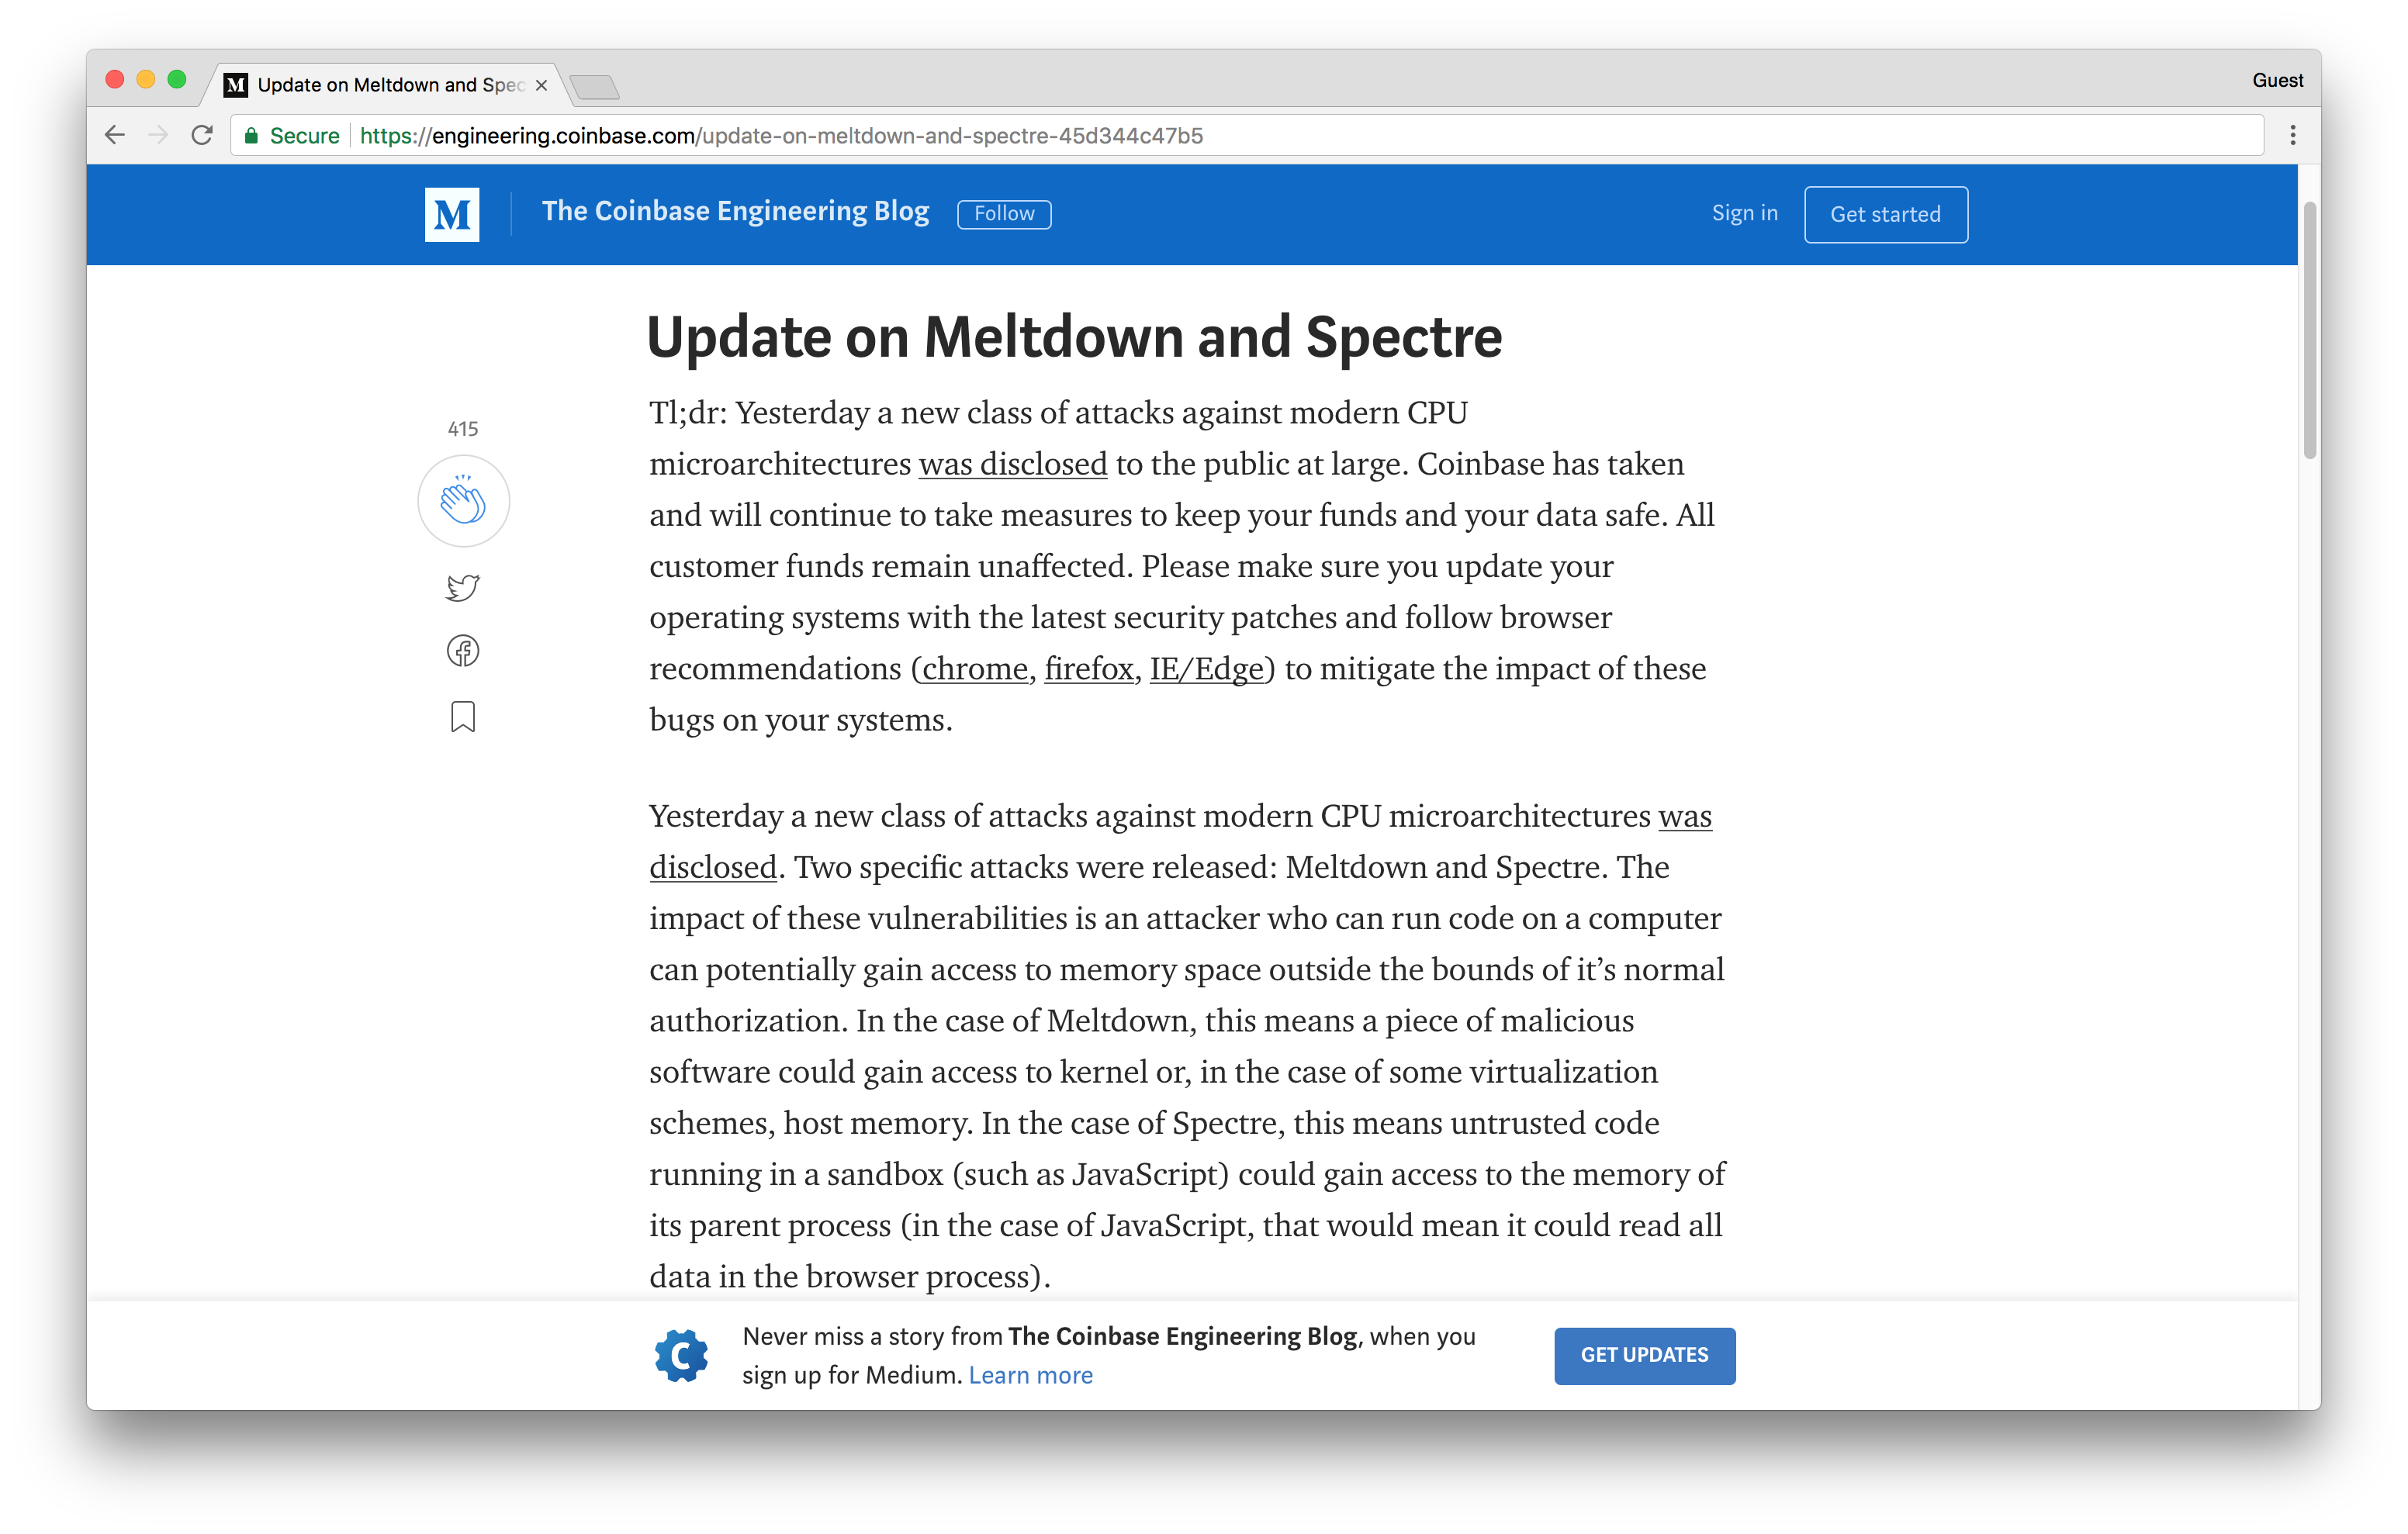 Update on Meltdown and Spec
Guest
Secure https://engineering.coinbase.com/update-on-meltdown-and-spectre-45d344c47b5
M The Coinbase Engineering Blog Follow Sign in Get started
Update on Meltdown and Spectre
Tl;dr: Yesterday a new class of attacks against modern CPU
microarchitectures was disclosed to the public at large. Coinbase has taken
and will continue to take measures to keep your funds and your data safe. All
customer funds remain unaffected. Please make sure you update your
operating systems with the latest security patches and follow browser
recommendations (chrome, firefox, IE/Edge) to mitigate the impact of these
bugs on your systems.
415
Yesterday a new class of attacks against modern CPU microarchitectures was
disclosed. Two specific attacks were released: Meltdown and Spectre. The
impact of these vulnerabilities is an attacker who can run code on a computer
can potentially gain access to memory space outside the bounds of it’s normal
authorization. In the case of Meltdown, this means a piece of malicious
software could gain access to kernel or, in the case of some virtualization
schemes, host memory. In the case of Spectre, this means untrusted code
running in a sandbox (such as JavaScript) could gain access to the memory of
its parent process (in the case of JavaScript, that would mean it could read all
data in the browser process).
Never miss a story from The Coinbase Engineering Blog, when you
sign up for Medium. Learn more
GET UPDATES